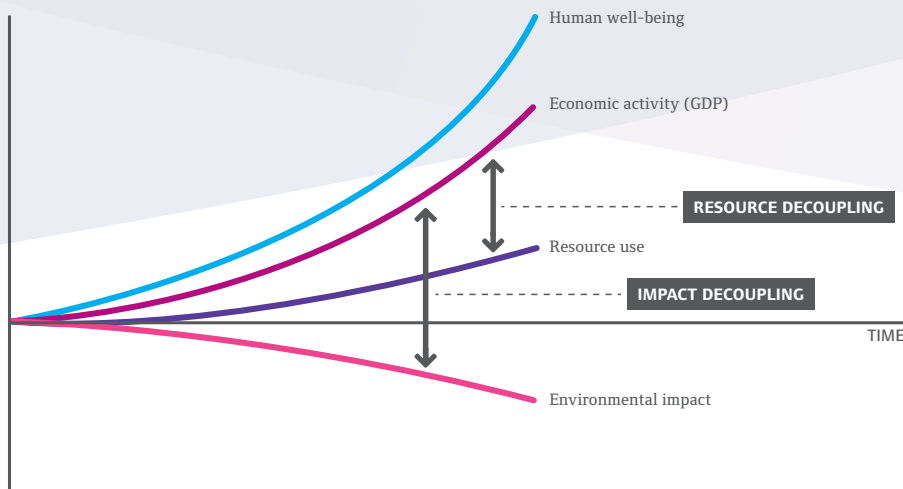 Human well-being
Economic activity (GDP)
RESOURCE DECOUPLING
Resource use
IMPACT DECOUPLING
TIME
Environmental impact